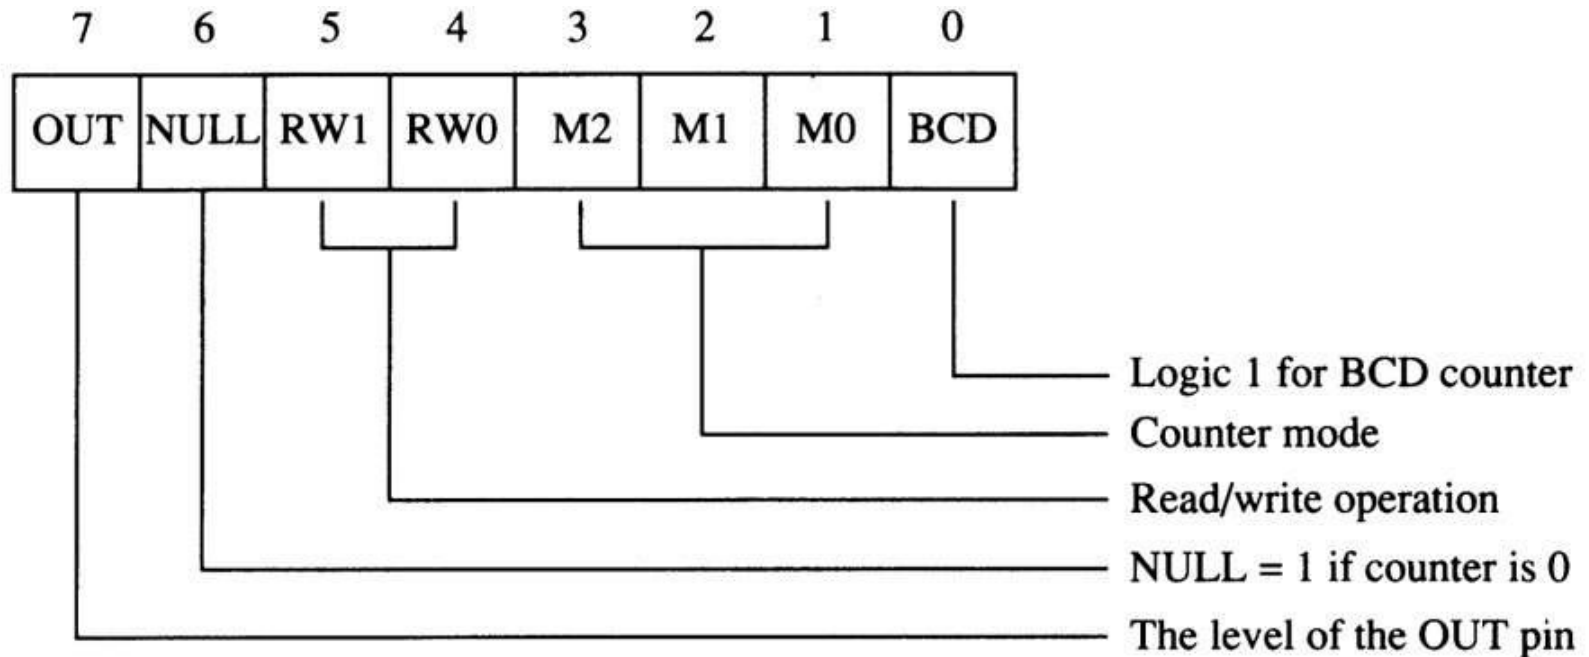 7 6 5 4 3 2 1 0
OUT NULL RW1 RW0 M2 M1 M0 BCD
Logic 1 for BCD counter
Counter mode
Read/write operation
NULL = 1 if counter is 0
The level of the OUT pin